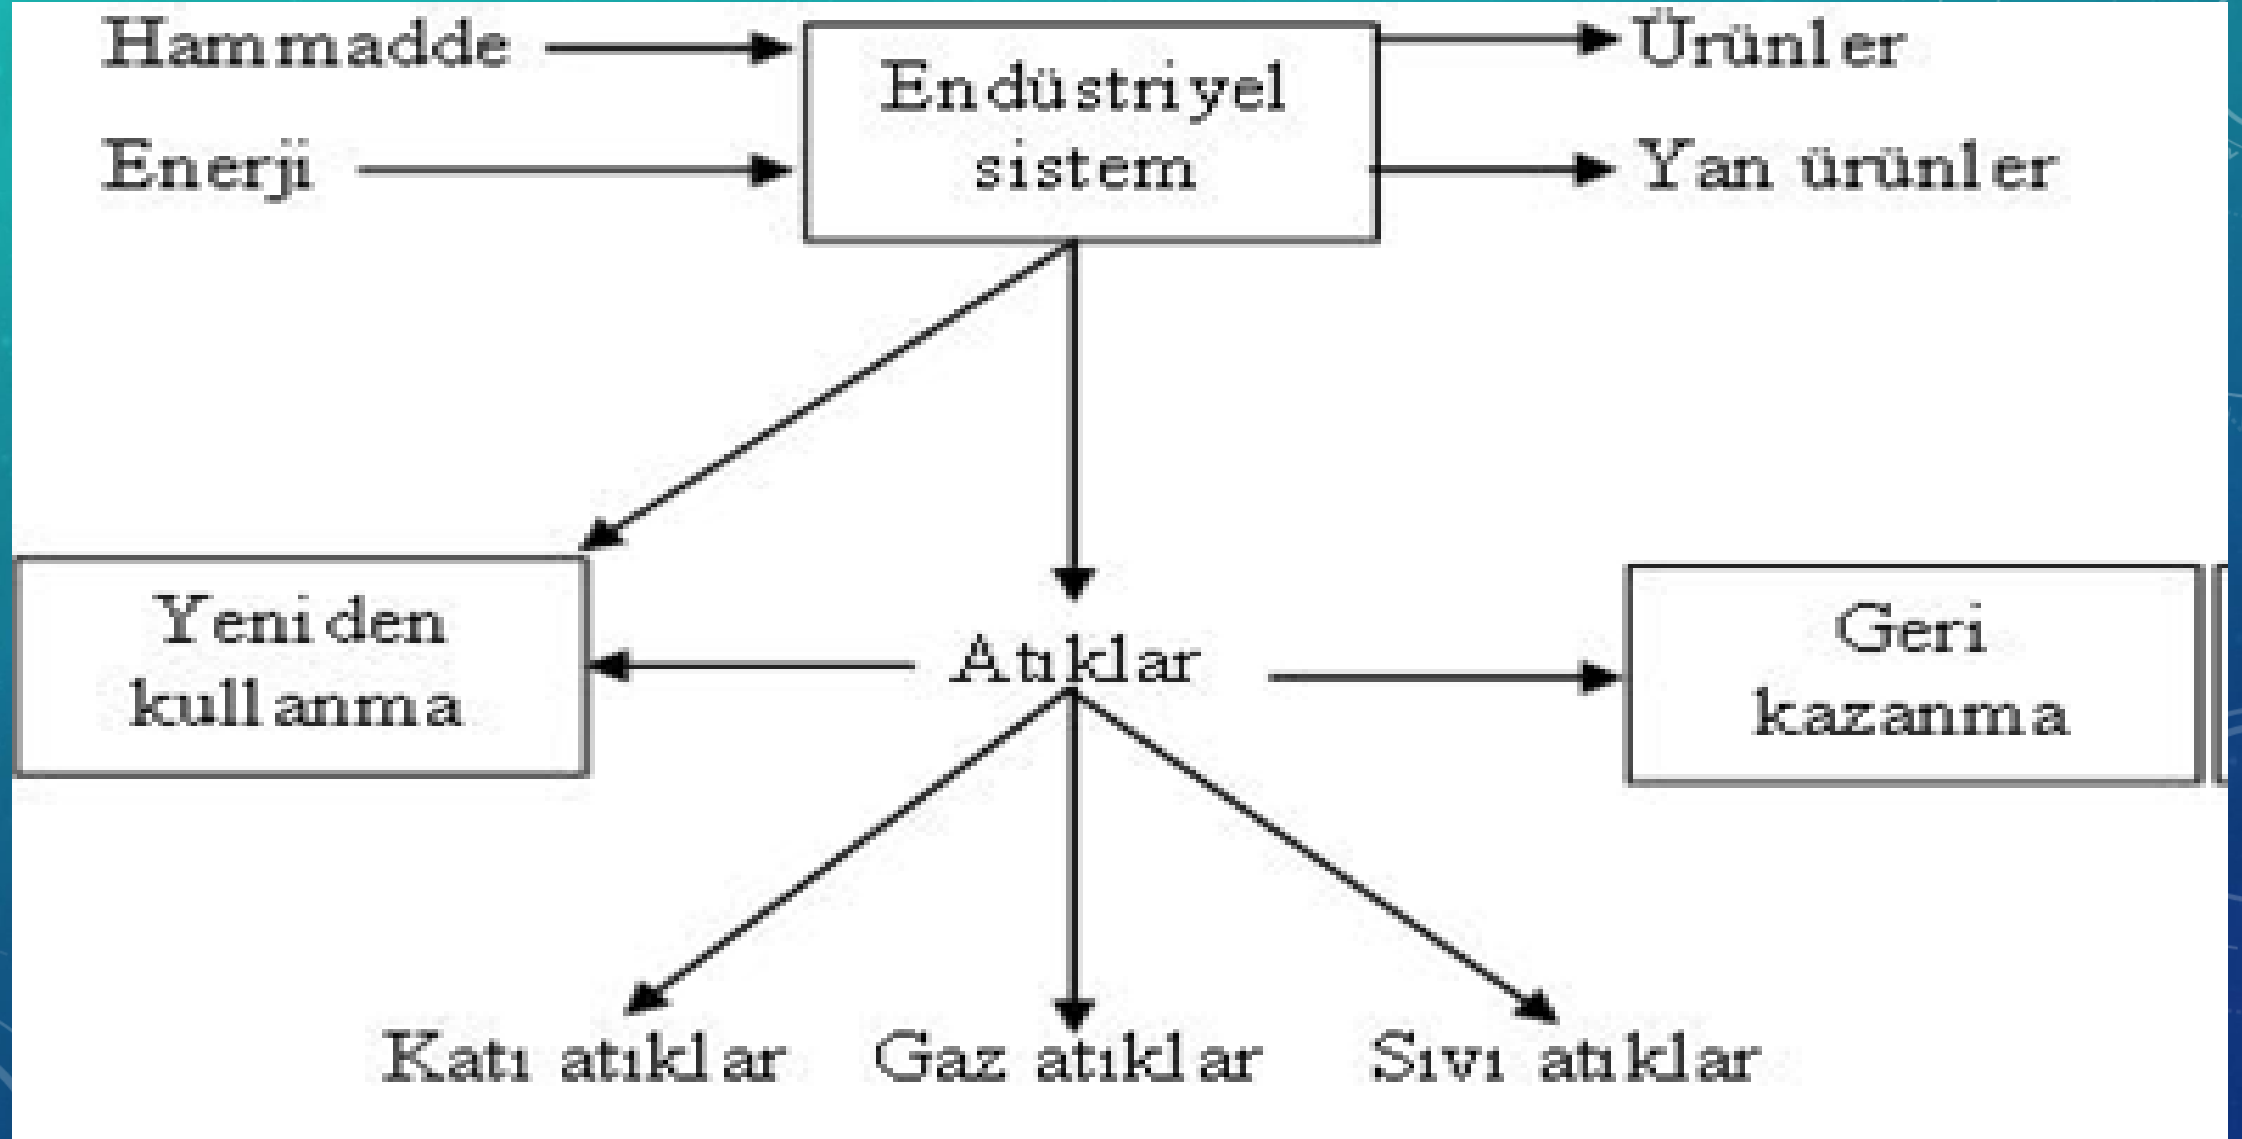 Hammadde
Endüstriyel
sistem
Ürünler
Enerji
Yan ürünler
Yeniden
kullanma
Atıklar
Geri
kazanma
Katı atıklar
Gaz atıklar
Sıvı atıklar